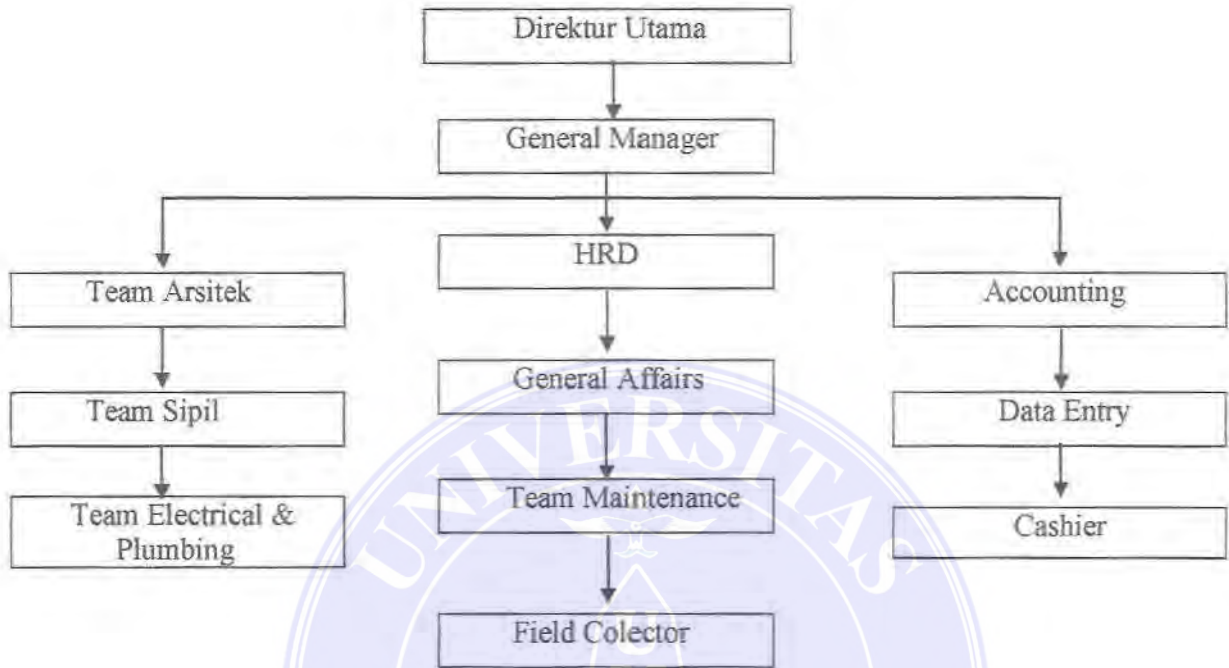 Direktur Utama
General Manager
HRD
Team Arsitek
Accounting
General Affairs
Team Sipil
Data Entry
Team Maintenance
Team Electrical &
Plumbing
Cashier
Field Colector
UNIVERSITAS
U